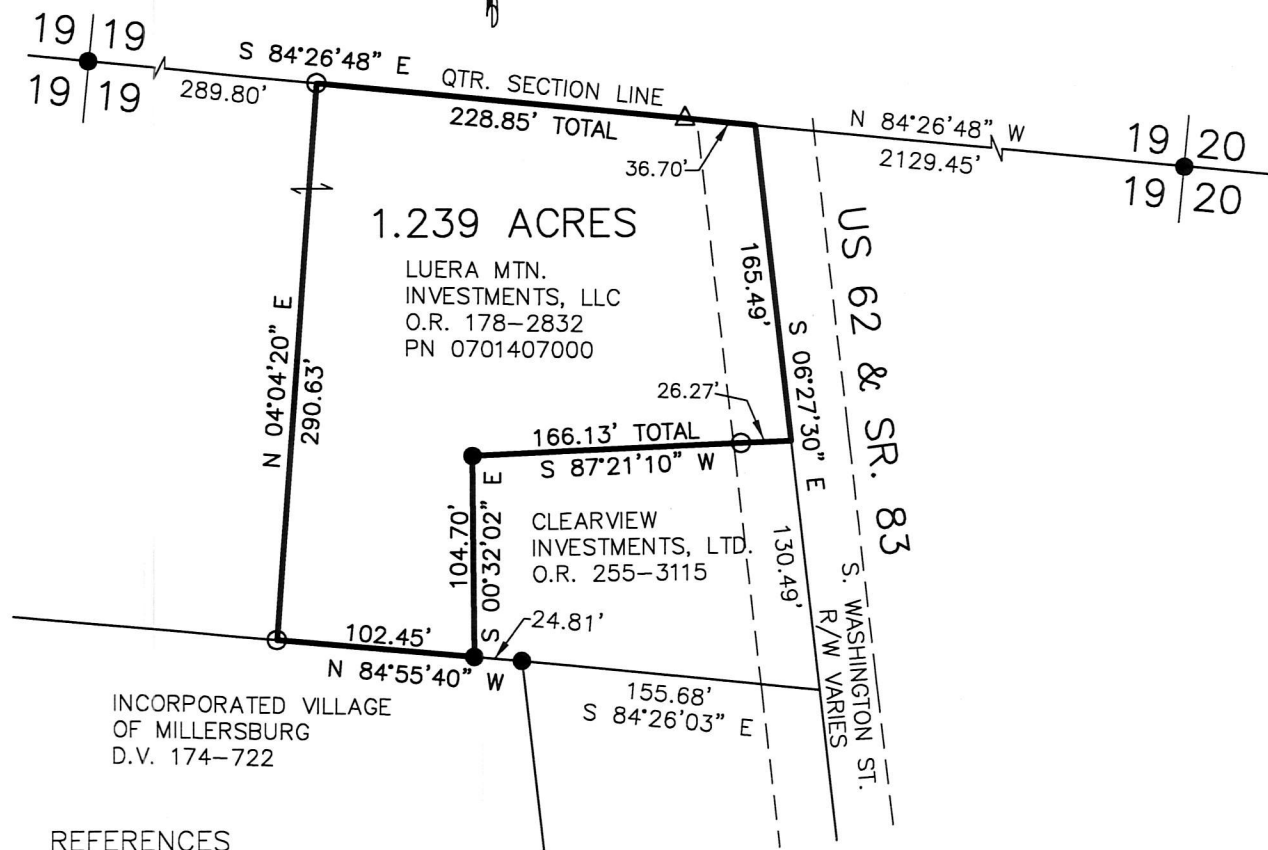 19 19
19 19
S 84°26'48" E
289.80'
QTR. SECTION LINE
228.85' TOTAL
36.70'
N 84°26'48" W
2129.45'
19 20
19 20
1.239 ACRES
LUERA MTN.
INVESTMENTS, LLC
O.R. 178-2832
PN 0701407000
N 04°04'20" E
290.63'
165.49'
S 06°27'30" E
US 62 & SR. 83
26.27'
166.13' TOTAL
S 87°21'10" W
104.70'
S 00°32'02" E
CLEARVIEW
INVESTMENTS, LTD.
O.R. 255-3115
130.49'
S. WASHINGTON ST.
R/W VARIES
102.45'
N 84°55'40" W
24.81'
155.68'
S 84°26'03" E
INCORPORATED VILLAGE
OF MILLERSBURG
D.V. 174-722
REFERENCES